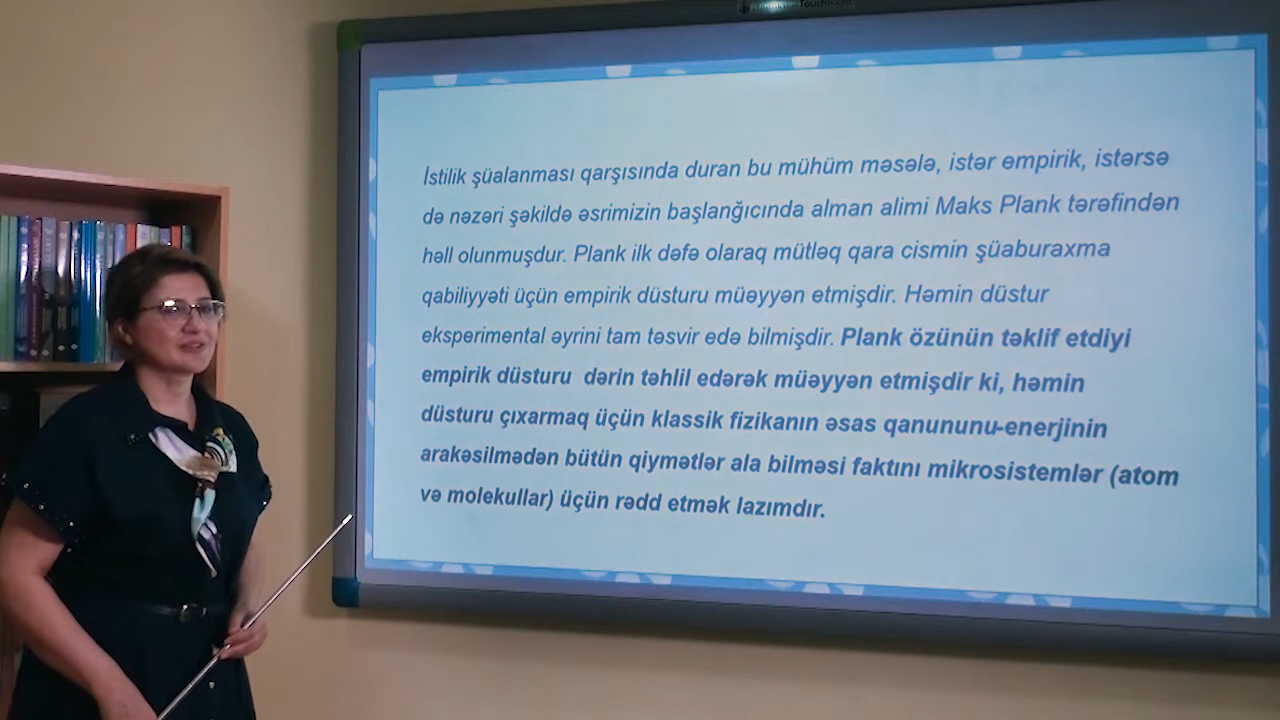 İstilik şüalanması qarşısında duran bu mühüm məsələ, istər empirik, istərsə
də nəzəri şəkildə əsrimizin başlanğıcında alman alimi Maks Plank tərəfindən
həll olunmuşdur. Plank ilk dəfə olaraq mütləq qara cismin şüaburaxma
qabiliyyəti üçün empirik düsturu müəyyən etmişdir. Həmin düstur
eksperimental əyrini tam təsvir edə bilmişdir. Plank özünün təklif etdiyi
empirik düsturu dərin təhlil edərək müəyyən etmişdir ki, həmin
düsturu çıxarmaq üçün klassik fizikanın əsas qanununu-enerjinin
arakəsilmədən bütün qiymətlər ala bilməsi faktını mikrosistemlər (atom
və molekullar) üçün rədd etmək lazımdır.